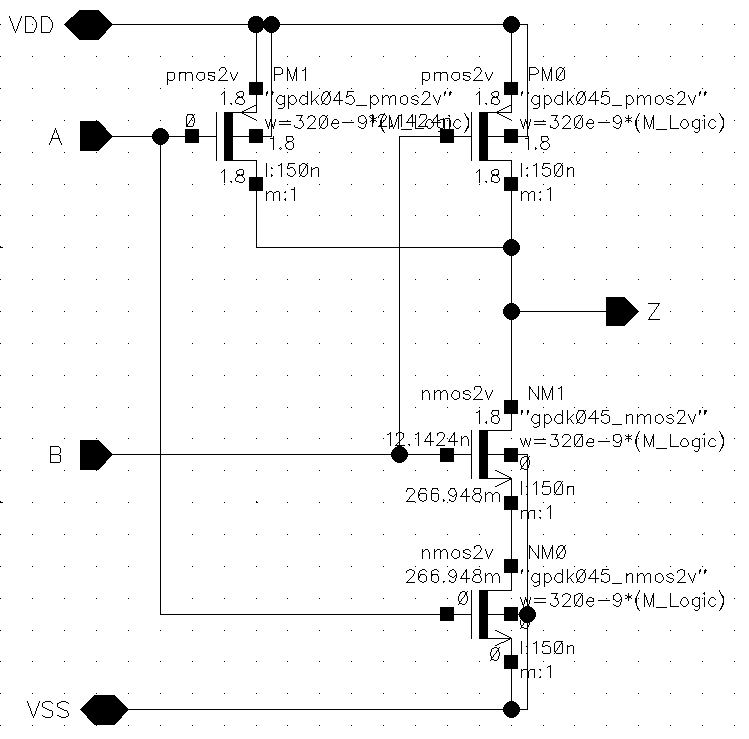 VDD
pmos2v PM1
1.8 "gpdk045_pmos2v"
w=320e-9*(M_Logic)
A
0
1.8
1.8 l:150n
m:1
pmos2v PM0
1.8 "gpdk045_pmos2v"
12.1424n w=320e-9*(M_Logic)
1.8
1.8 l:150n
m:1
Z
nmos2v NM1
1.8 "gpdk045_nmos2v"
12.1424n w=320e-9*(M_Logic)
B
0
266.948m l:150n
m:1
nmos2v NM0
266.948m "gpdk045_nmos2v"
0 w=320e-9*(M_Logic)
0
0 l:150n
m:1
VSS